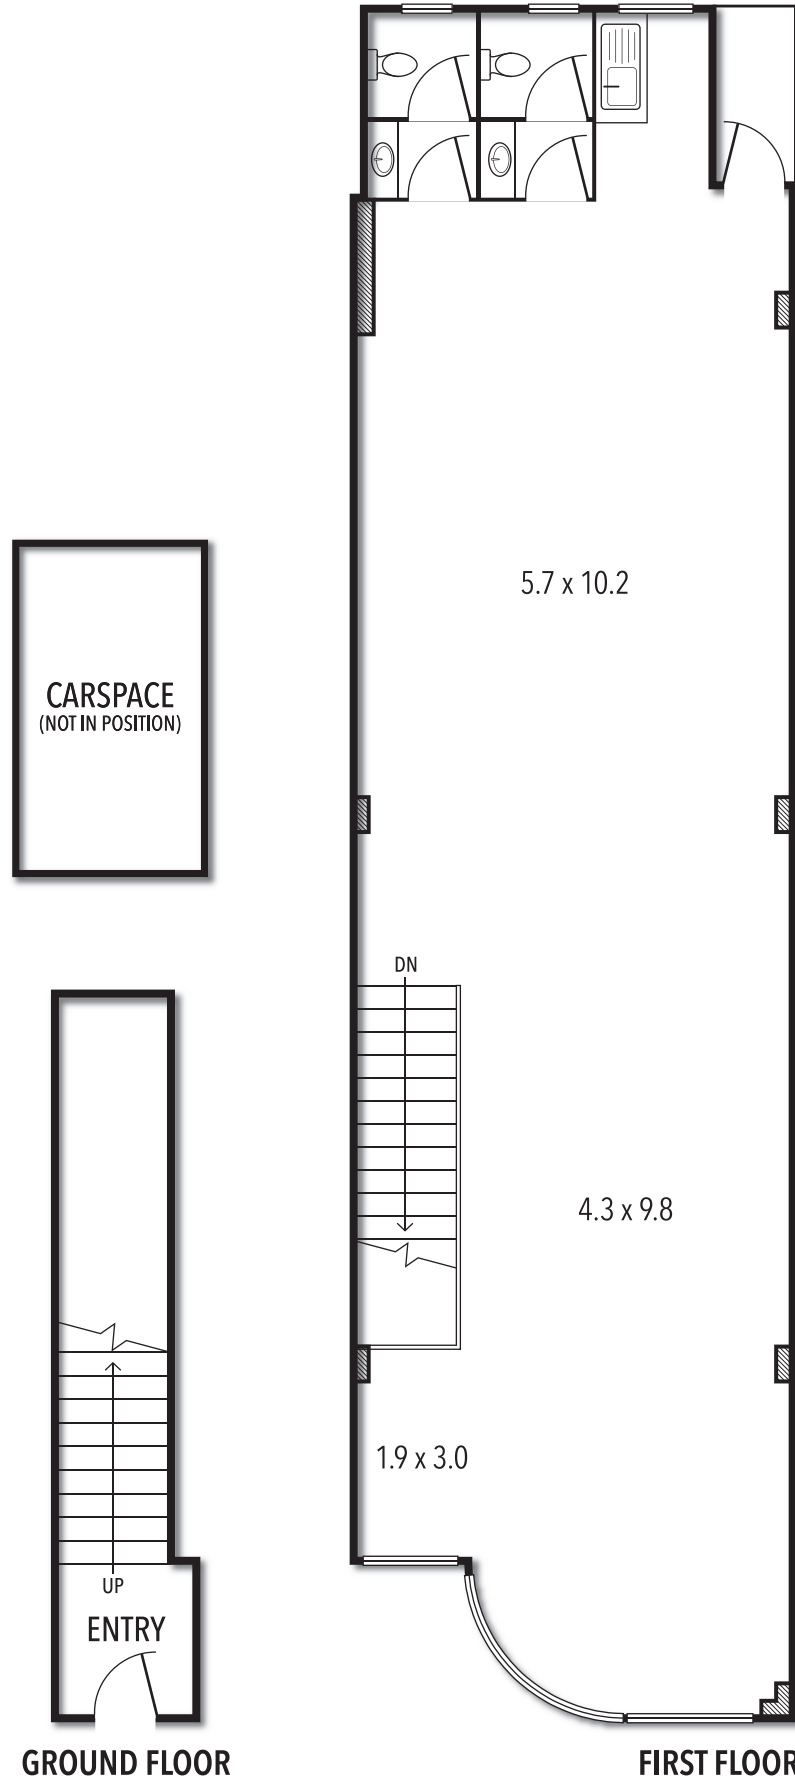 5.7 x 10.2
CARSPACE
(NOT IN POSITION)
DN
4.3 x 9.8
1.9 x 3.0
UP
ENTRY
GROUND FLOOR
FIRST FLOOR